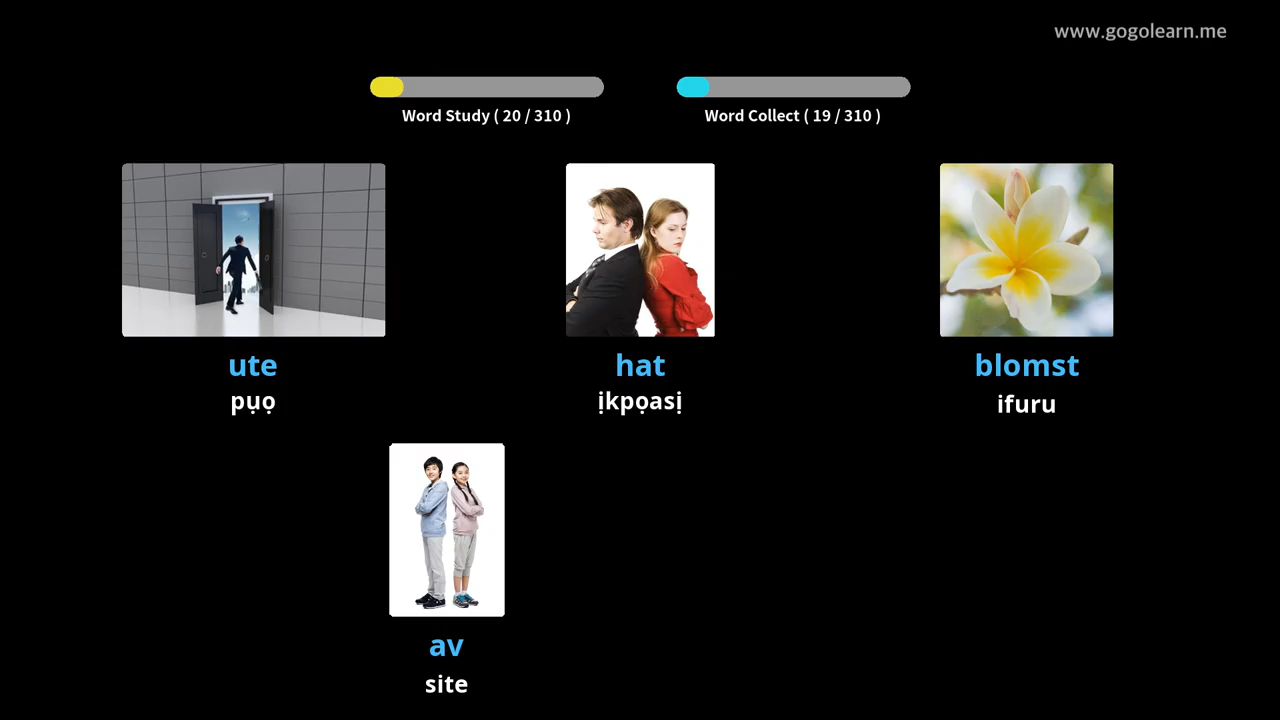 www.gogolearn.me
Word Study ( 20 / 310 )
Word Collect ( 19 / 310 )
ute
pụọ
hat
ịkpọasị
blomst
ifuru
av
site